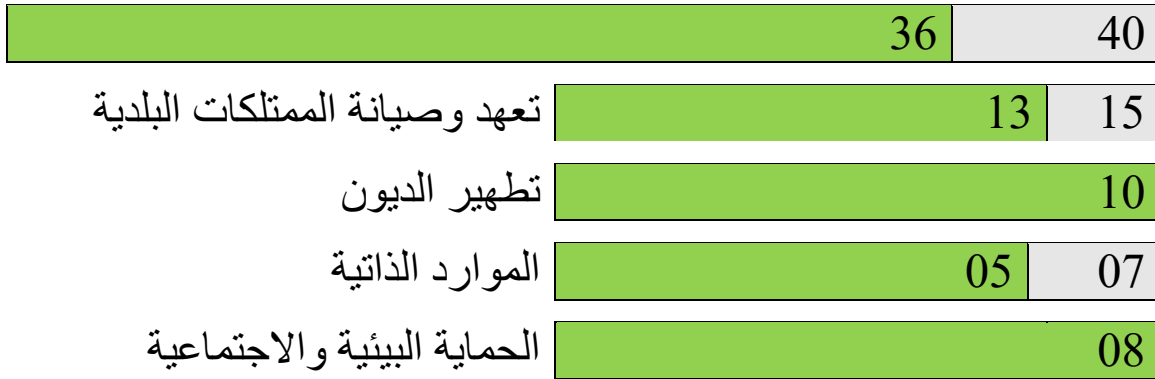 40 36
15 13 تعهد وصيانة الممتلكات البلدية
10 تطهير الديون
07 05 الموارد الذاتية
08 الحماية البيئية والاجتماعية